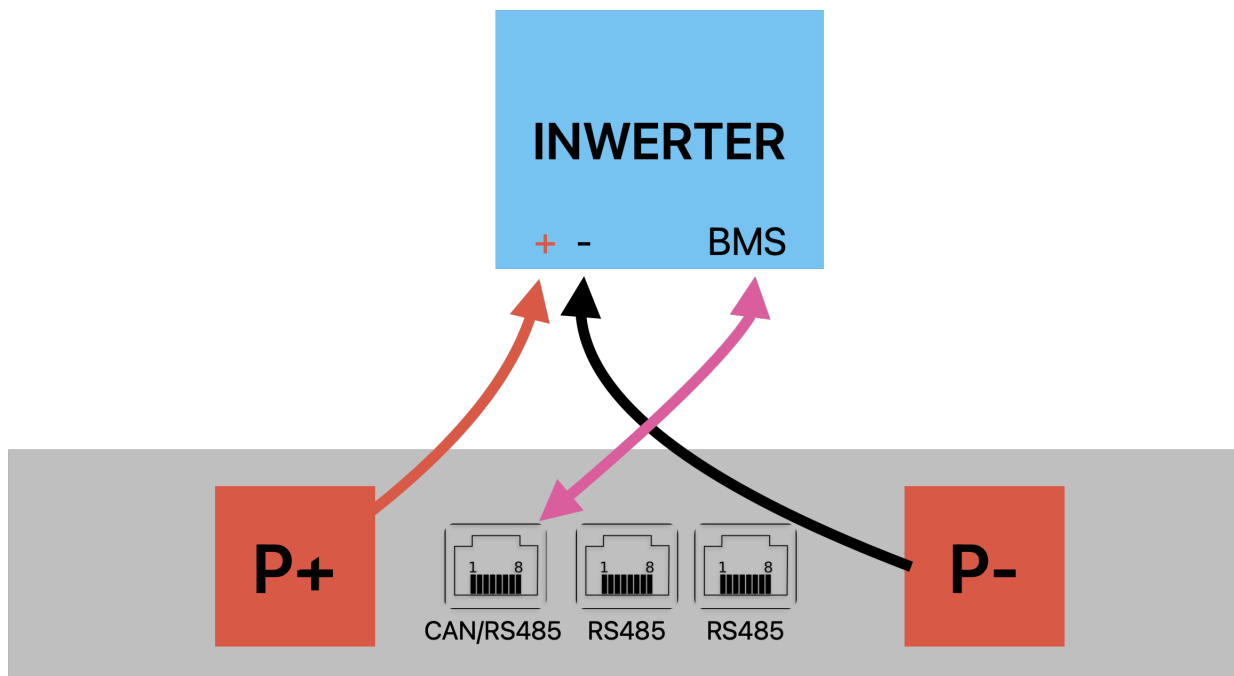 INWERTER
+ -
BMS
P+
1 8
1 8
1 8
P-
CAN/RS485
RS485
RS485